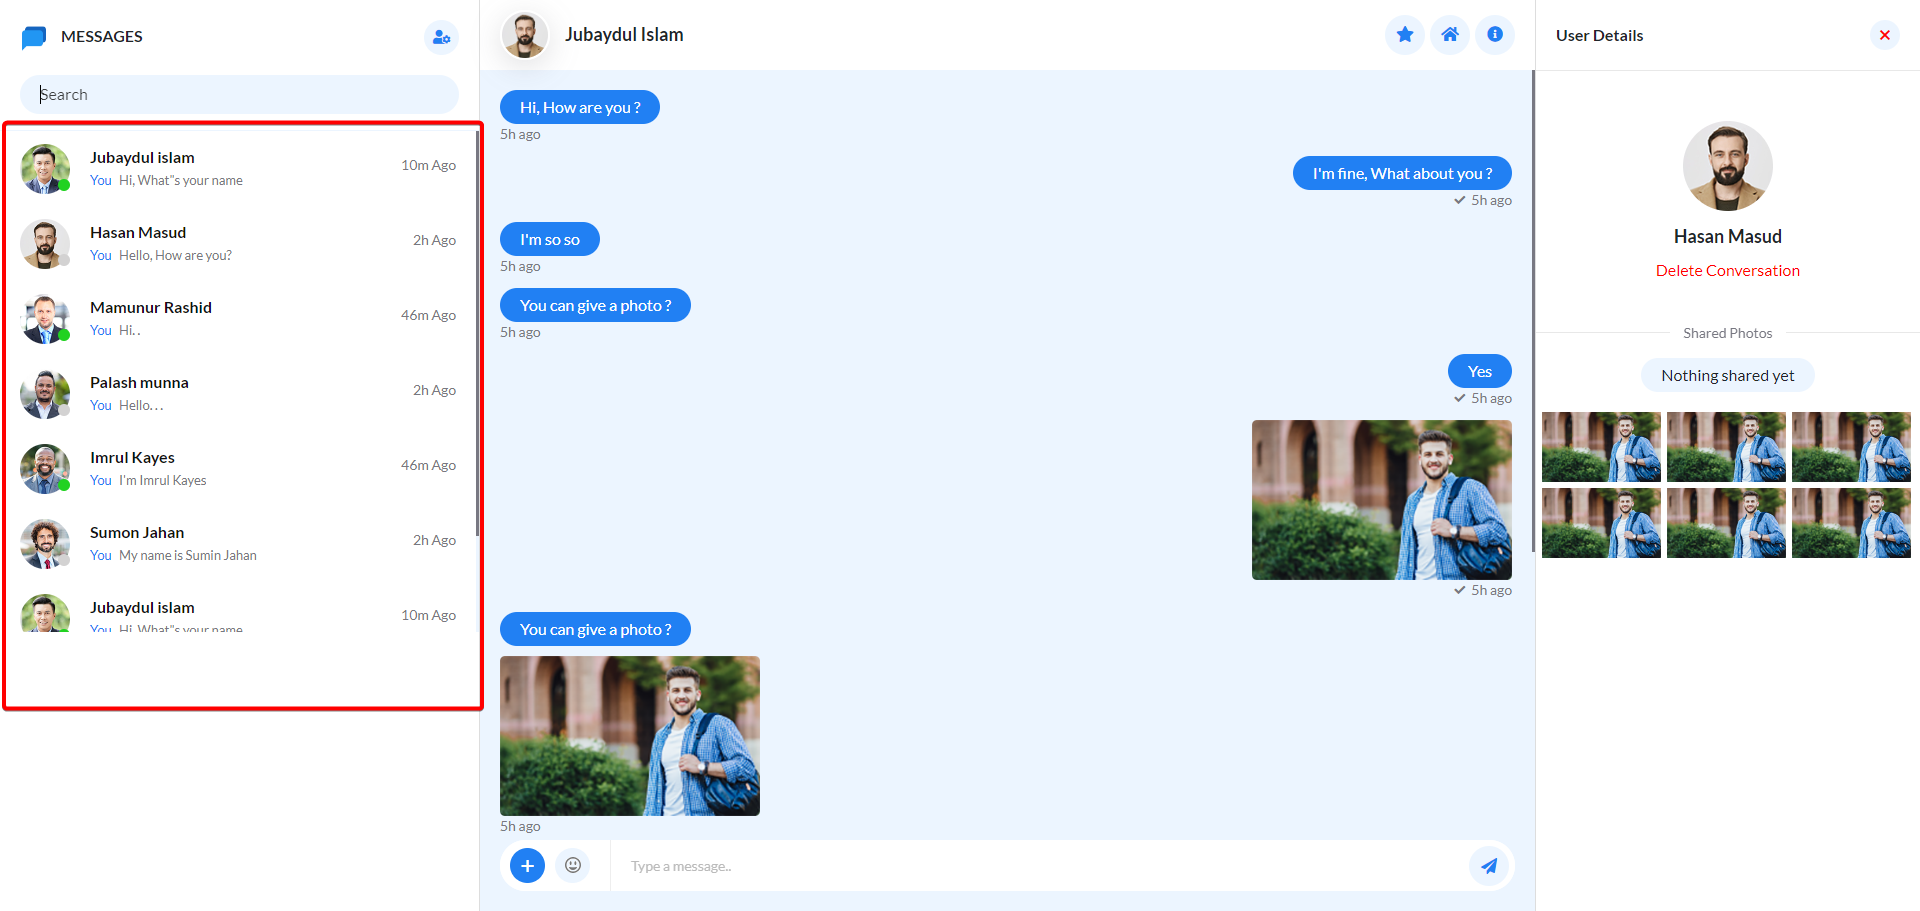 MESSAGES
Search
Jubaydul islam
10m Ago
You Hi, What"s your name
Hasan Masud
2h Ago
You Hello, How are you?
Mamunur Rashid
46m Ago
You Hi. .
Palash munna
2h Ago
You Hello. . .
Imrul Kayes
46m Ago
You I'm Imrul Kayes
Sumon Jahan
2h Ago
You My name is Sumin Jahan
Jubaydul islam
10m Ago
You Hi, What"s your name
Jubaydul Islam
Hi, How are you ?
5h ago
I'm fine, What about you ?
5h ago
I'm so so
5h ago
You can give a photo ?
5h ago
Yes
5h ago
5h ago
You can give a photo ?
5h ago
Type a message..
User Details
Hasan Masud
Delete Conversation
Shared Photos
Nothing shared yet